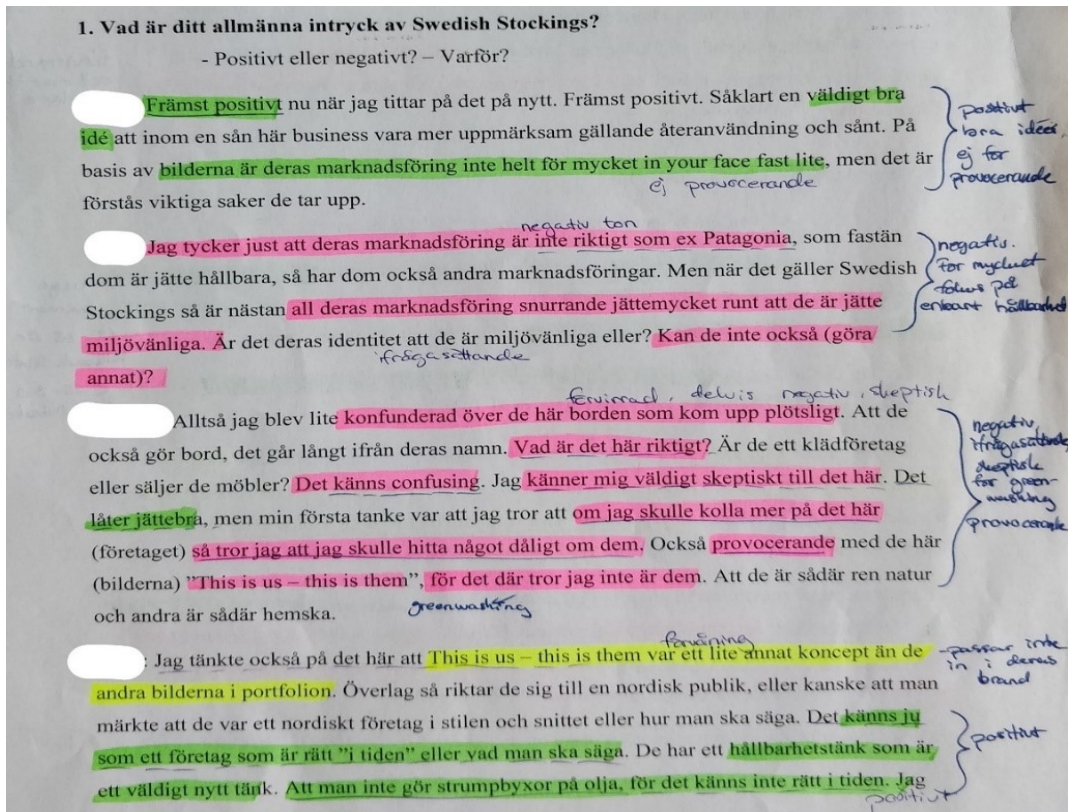 1. Vad är ditt allmänna intryck av Swedish Stockings?
- Positivt eller negativt? – Varför?
Främst positivt nu när jag tittar på det på nytt. Främst positivt. Såklart en väldigt bra
idé att inom en sån här business vara mer uppmärksam gällande återanvändning och sånt. På
basis av bilderna är deras marknadsföring inte helt för mycket in your face fast lite, men det är
ej provocerande
förstås viktiga saker de tar upp.
positivt
bra idéer,
ej för
provocerande
negativ ton
Jag tycker just att deras marknadsföring är inte riktigt som ex Patagonia, som fastän
dom är jätte hållbara, så har dom också andra marknadsföringar. Men när det gäller Swedish
Stockings så är nästan all deras marknadsföring snurrande jättemycket runt att de är jätte
miljövänliga. Är det deras identitet att de är miljövänliga eller? Kan de inte också (göra
ifrågasättande
annat)?
negativ.
för mycket
fokus på
enbart hållbarhet
förvirrad, delvis negativ, skeptisk
Alltså jag blev lite konfunderad över de här borden som kom upp plötsligt. Att de
också gör bord, det går långt ifrån deras namn. Vad är det här riktigt? Är de ett klädföretag
eller säljer de möbler? Det känns confusing. Jag känner mig väldigt skeptiskt till det här. Det
låter jättebra, men min första tanke var att jag tror att om jag skulle kolla mer på det här
(företaget) så tror jag att jag skulle hitta något dåligt om dem. Också provocerande med de här
(bilderna) ”This is us – this is them”, för det där tror jag inte är dem. Att de är sådär ren natur
och andra är sådär hemska.
greenwashing
negativ,
ifrågasättande
skeptisk
för green-
washing
provocerande
förvåning
: Jag tänkte också på det här att This is us – this is them var ett lite annat koncept än de
andra bilderna i portfolion. Överlag så riktar de sig till en nordisk publik, eller kanske att man
märkte att de var ett nordiskt företag i stilen och snittet eller hur man ska säga. Det känns ju
som ett företag som är rätt ”i tiden” eller vad man ska säga. De har ett hållbarhetstänk som är
ett väldigt nytt tänk. Att man inte gör strumpbyxor på olja, för det känns inte rätt i tiden. Jag
positivt
-passar inte
in i deras
brand
positivt